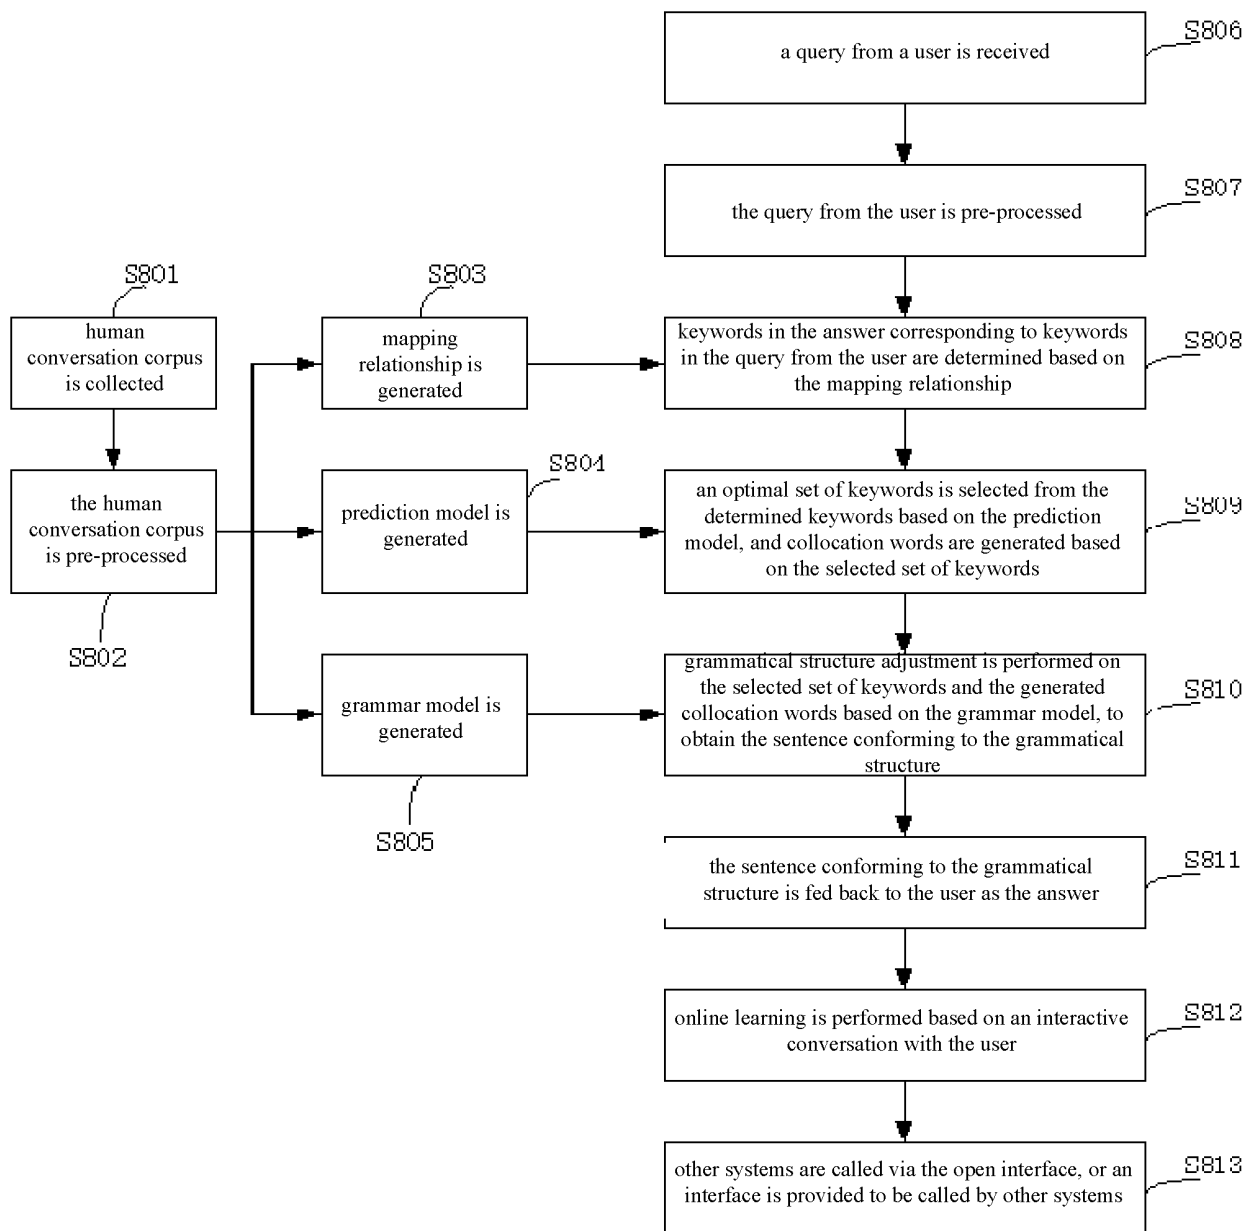 S806
a query from a user is received
S807
the query from the user is pre-processed
S801
human
conversation corpus
is collected
S803
mapping
relationship is
generated
S808
keywords in the answer corresponding to keywords
in the query from the user are determined based on
the mapping relationship
S802
the human
conversation corpus
is pre-processed
S804
prediction model is
generated
S809
an optimal set of keywords is selected from the
determined keywords based on the prediction
model, and collocation words are generated based
on the selected set of keywords
S805
grammar model is
generated
S810
grammatical structure adjustment is performed on
the selected set of keywords and the generated
collocation words based on the grammar model, to
obtain the sentence conforming to the grammatical
structure
S811
the sentence conforming to the grammatical
structure is fed back to the user as the answer
S812
online learning is performed based on an interactive
conversation with the user
S813
other systems are called via the open interface, or an
interface is provided to be called by other systems